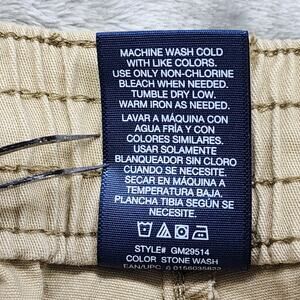 MACHINE WASH COLD
WITH LIKE COLORS.
USE ONLY NON-CHLORINE
BLEACH WHEN NEEDED.
TUMBLE DRY LOW.
WARM IRON AS NEEDED.
LAVAR A MÁQUINA CON
AGUA FRÍA Y CON
COLORES SIMILARES.
USAR SOLAMENTE
BLANQUEADOR SIN CLORO
CUANDO SE NECESITE.
SECAR EN MÁQUINA A
TEMPERATURA BAJA.
PLANCHA TIBIA SEGÚN SE
NECESITE.
STYLE# GM29514
COLOR STONE WASH
EAN/UPC